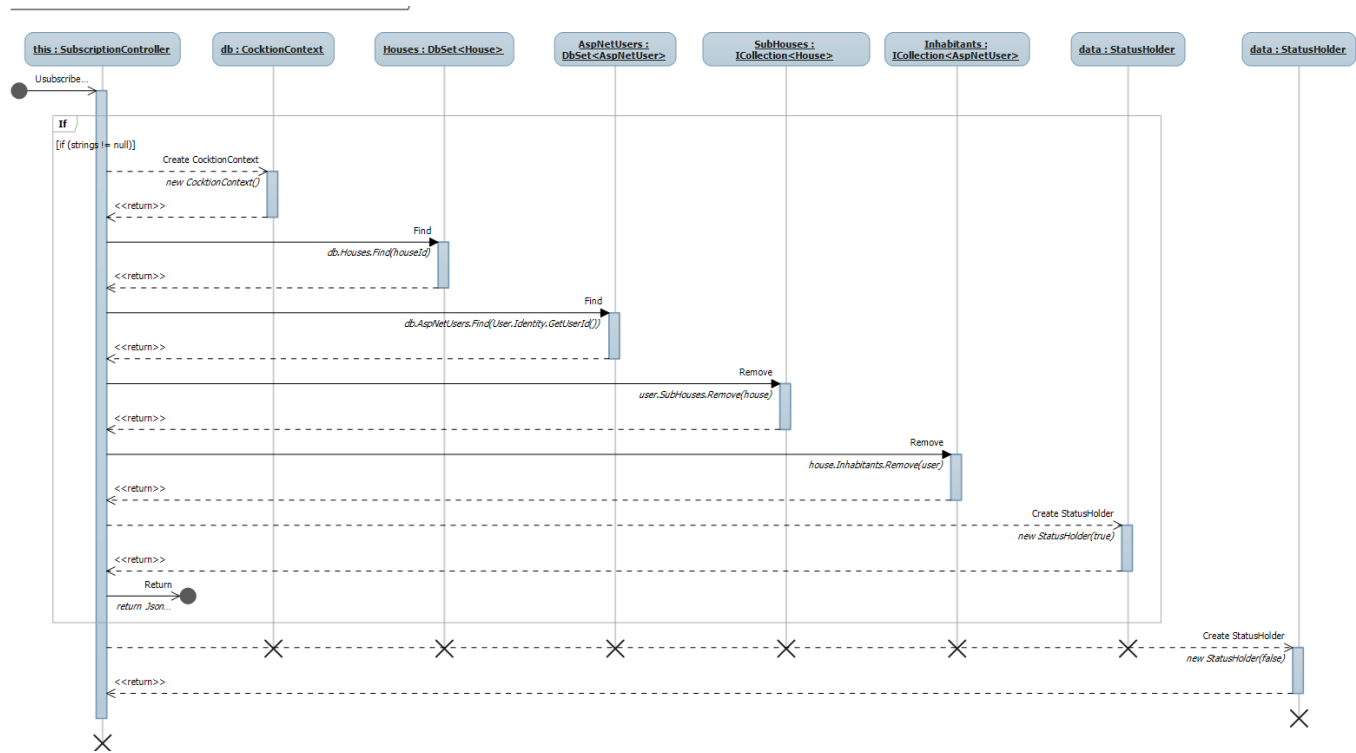 this : SubscriptionController
db : CocktionContext
Houses : DbSet<House>
AspNetUsers :
DbSet<AspNetUser>
SubHouses :
ICollection<House>
Inhabitants :
ICollection<AspNetUser>
data : StatusHolder
data : StatusHolder
Usubscribe...
If
[if (strings != null)]
Create CocktionContext
new CocktionContext()
<<return>>
Find
db.Houses.Find(houseId)
<<return>>
Find
db.AspNetUsers.Find(User.Identity.GetUserId())
<<return>>
Remove
user.SubHouses.Remove(house)
<<return>>
Remove
house.Inhabitants.Remove(user)
<<return>>
Create StatusHolder
new StatusHolder(true)
<<return>>
Return
return Json...
Create StatusHolder
new StatusHolder(false)
<<return>>